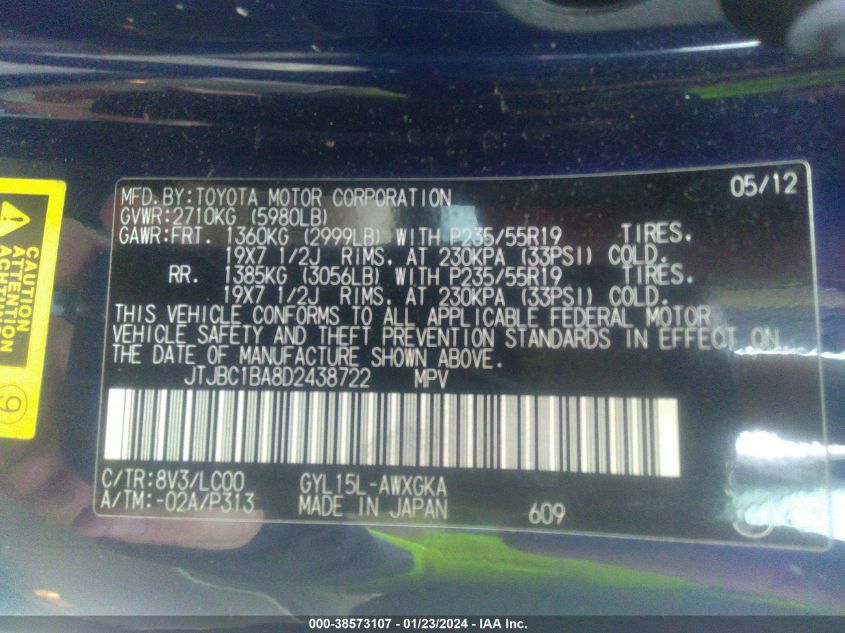 05/12
MFD. BY:TOYOTA MOTOR CORPORATION
GVWR:2710KG (5980LB)
GAWR:FRT. 1360KG (2999LB) WITH P235/55R19 TIRES.
19X7 1/2J RIMS. AT 230KPA (33PSI) COLD.
RR. 1385KG (3056LB) WITH P235/55R19 TIRES.
19X7 1/2J RIMS. AT 230KPA (33PSI) COLD.
THIS VEHICLE CONFORMS TO ALL APPLICABLE FEDERAL MOTOR
VEHICLE SAFETY AND THEFT PREVENTION STANDARDS IN EFFECT ON
THE DATE OF MANUFACTURE SHOWN ABOVE.
JTJBC1BA8D2438722 MPV
C/TR:8V3/LC00 GYL15L-AWXGKA
A/TM:-02A/P313 MADE IN JAPAN 609
CAUTION
ATTENTION
000-38573107 - 01/23/2024 - IAA Inc.